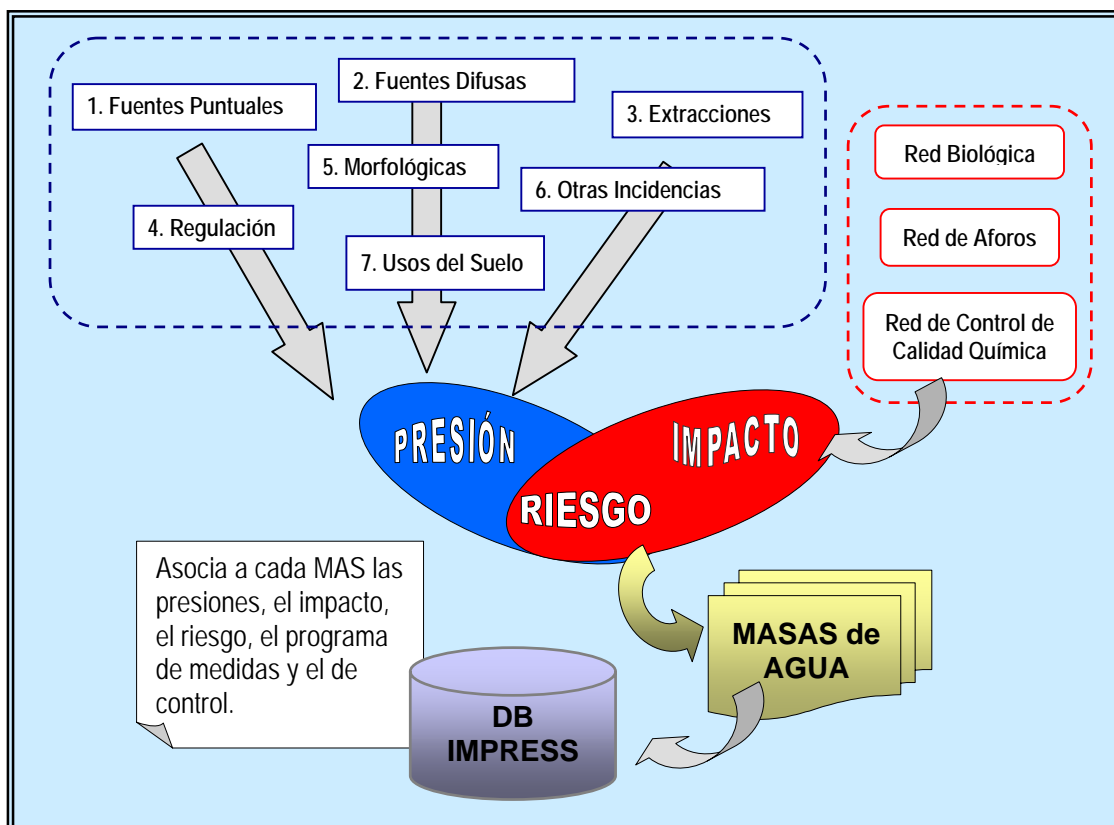 1. Fuentes Puntuales
2. Fuentes Difusas
3. Extracciones
4. Regulación
5. Morfológicas
6. Otras Incidencias
7. Usos del Suelo
Red Biológica
Red de Aforos
Red de Control de
Calidad Química
PRESIÓN
IMPACTO
RIESGO
Asocia a cada MAS las
presiones, el impacto,
el riesgo, el programa
de medidas y el de
control.
MASAS de
AGUA
DB
IMPRESS